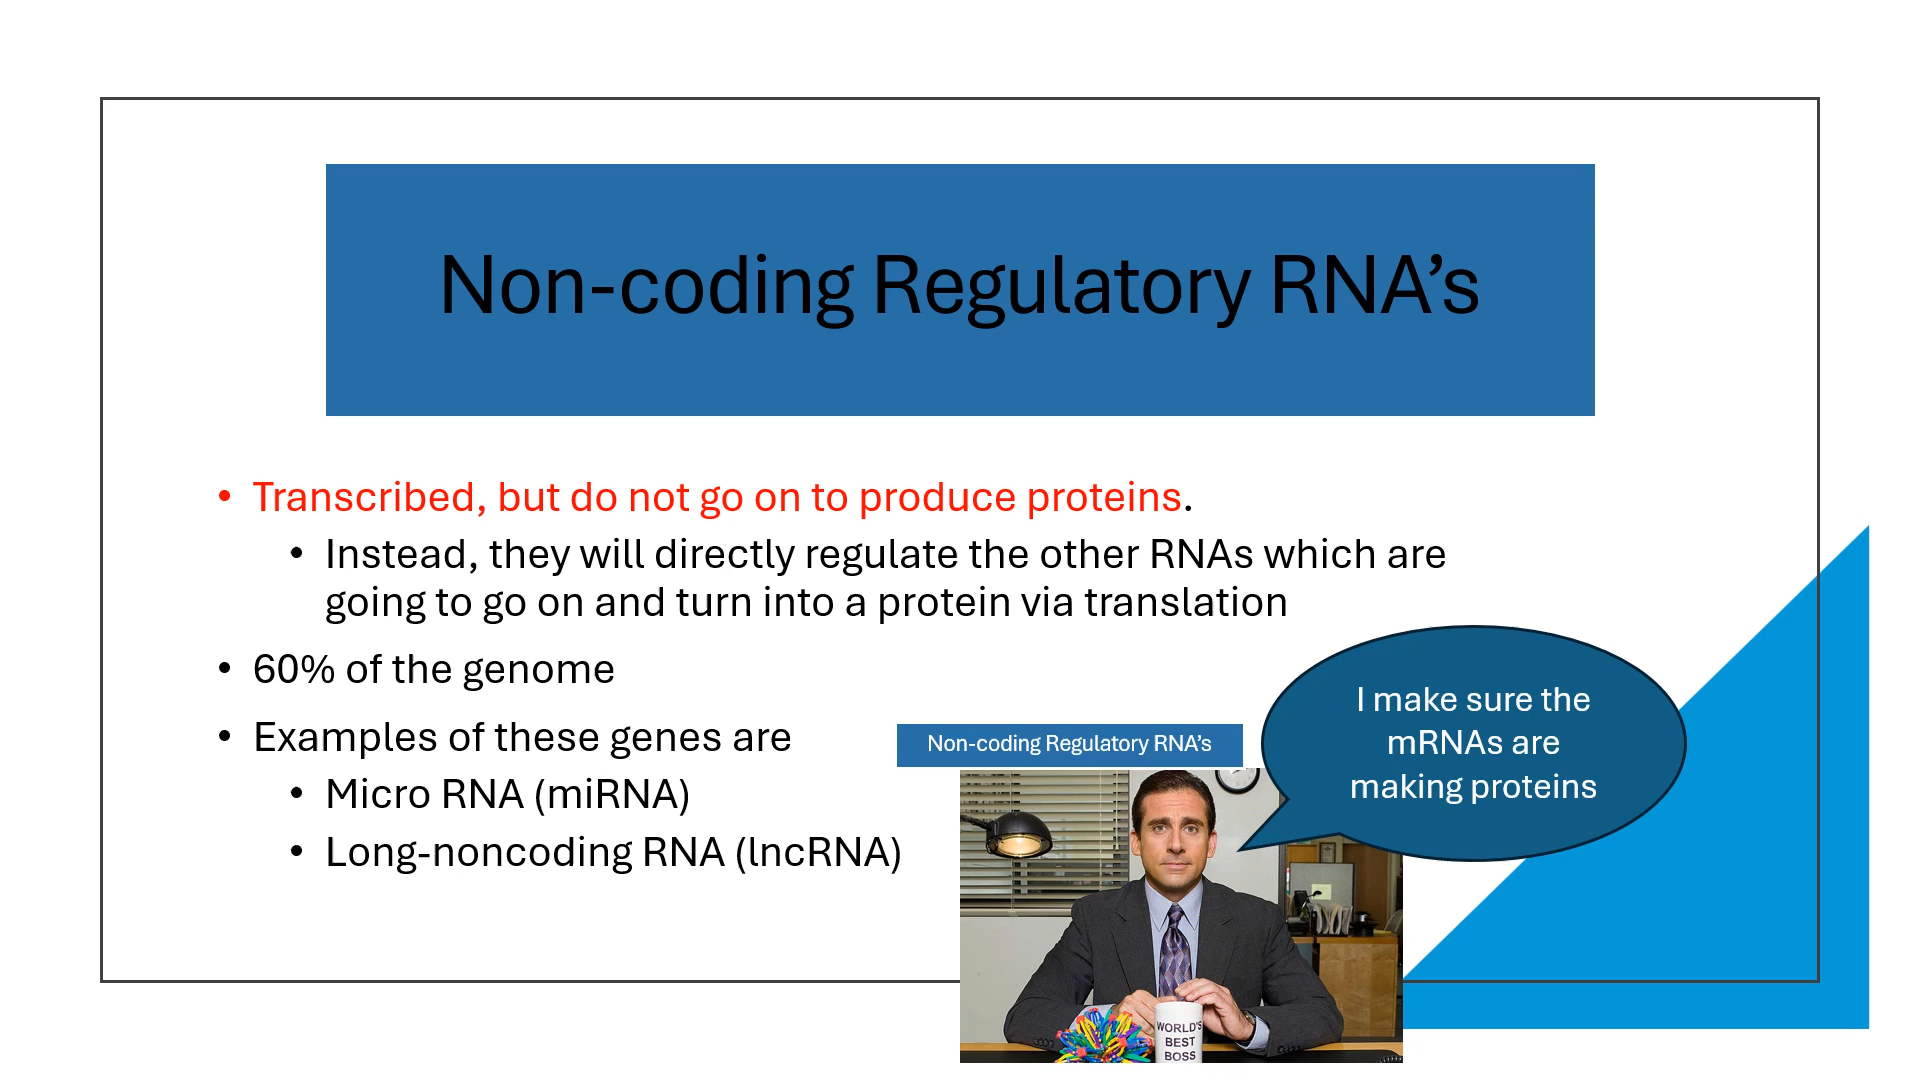 Non-coding Regulatory RNA’s
• Transcribed, but do not go on to produce proteins.
• Instead, they will directly regulate the other RNAs which are
going to go on and turn into a protein via translation
• 60% of the genome
• Examples of these genes are
• Micro RNA (miRNA)
• Long-noncoding RNA (lncRNA)
Non-coding Regulatory RNA’s
I make sure the
mRNAs are
making proteins
WORLD'S
BEST
BOSS